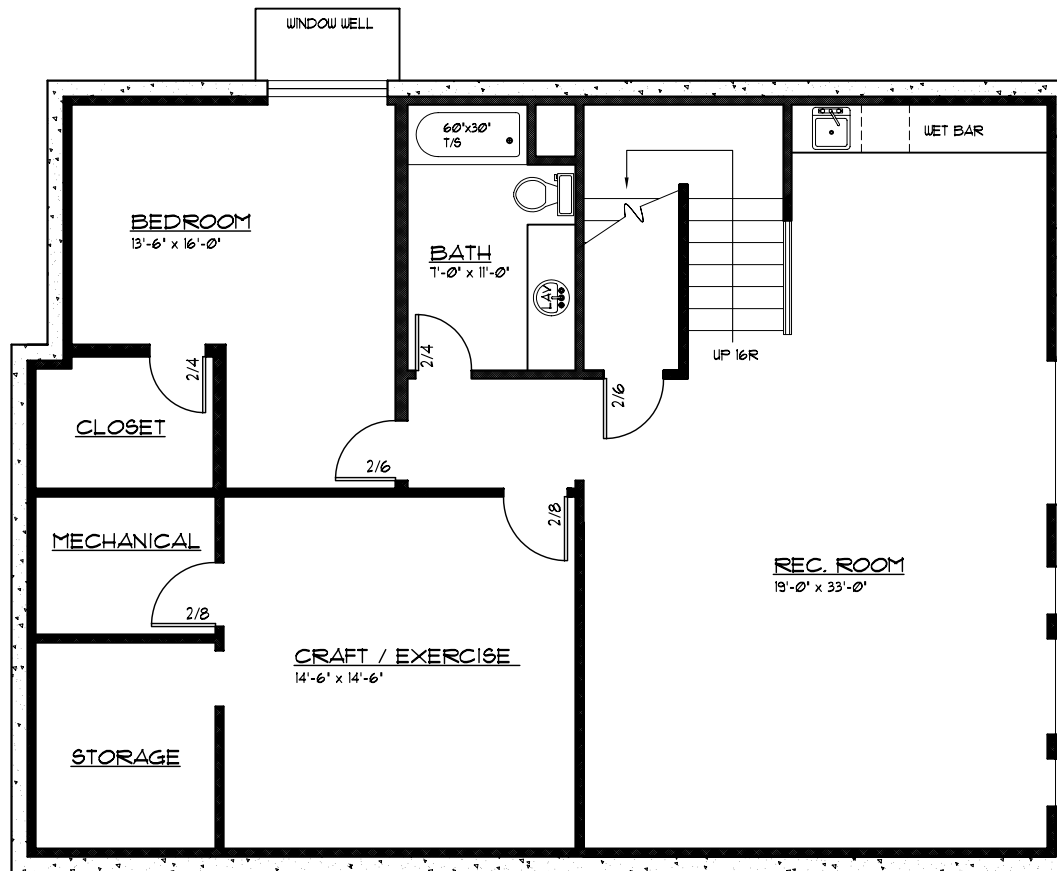 WINDOW WELL
60"x30"
T/S
WET BAR
BEDROOM
13'-6" x 16'-0"
BATH
7'-0" x 11'-0"
LAV
2/4
UP 16R
2/4
2/6
CLOSET
2/6
2/8
MECHANICAL
2/8
REC. ROOM
19'-0" x 33'-0"
CRAFT / EXERCISE
14'-6" x 14'-6"
STORAGE